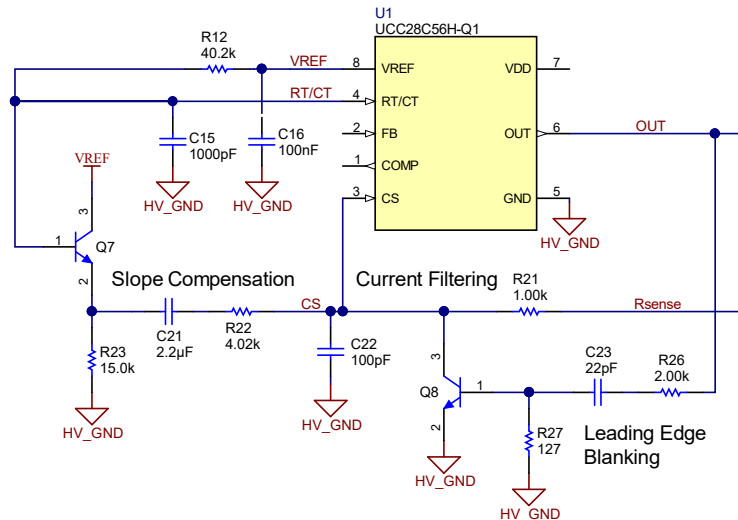 U1
UCC28C56H-Q1
R12
40.2k
VREF
8
VREF
VDD
7
RT/CT
4
RT/CT
C15
1000pF
C16
100nF
2
FB
OUT
6
OUT
1
COMP
VREF
HV_GND
HV_GND
3
CS
GND
5
HV_GND
3
1
Q7
2
Slope Compensation
Current Filtering
R21
1.00k
CS
Rsense
C21
2.2µF
R22
4.02k
R23
15.0k
C22
100pF
3
Q8
1
2
C23
22pF
R26
2.00k
HV_GND
HV_GND
R27
127
Leading Edge
Blanking
HV_GND
HV_GND